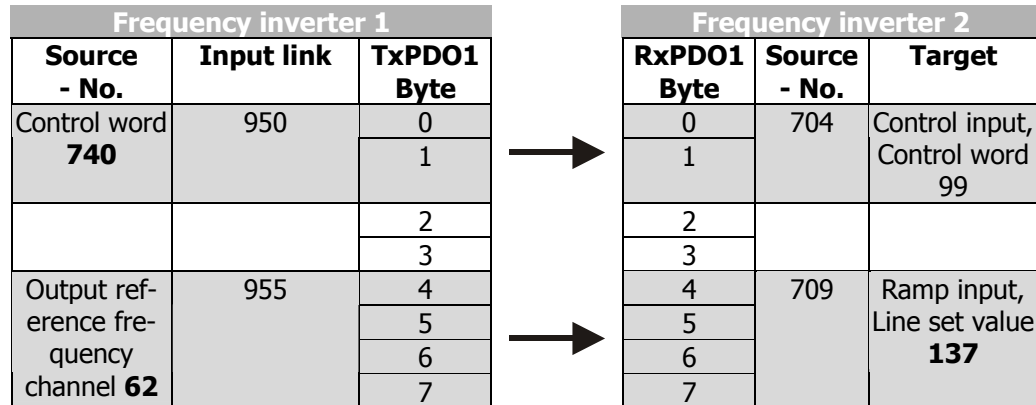 Frequency inverter 1
Source - No. Input link TxPDO1 Byte
Control word 740 950 0
1
2
3
Output ref-erence fre-quency channel 62 955 4
5
6
7
Frequency inverter 2
RxPDO1 Byte Source - No. Target
0 704 Control input, Control word 99
1
2
3
4 709 Ramp input, Line set value 137
5
6
7